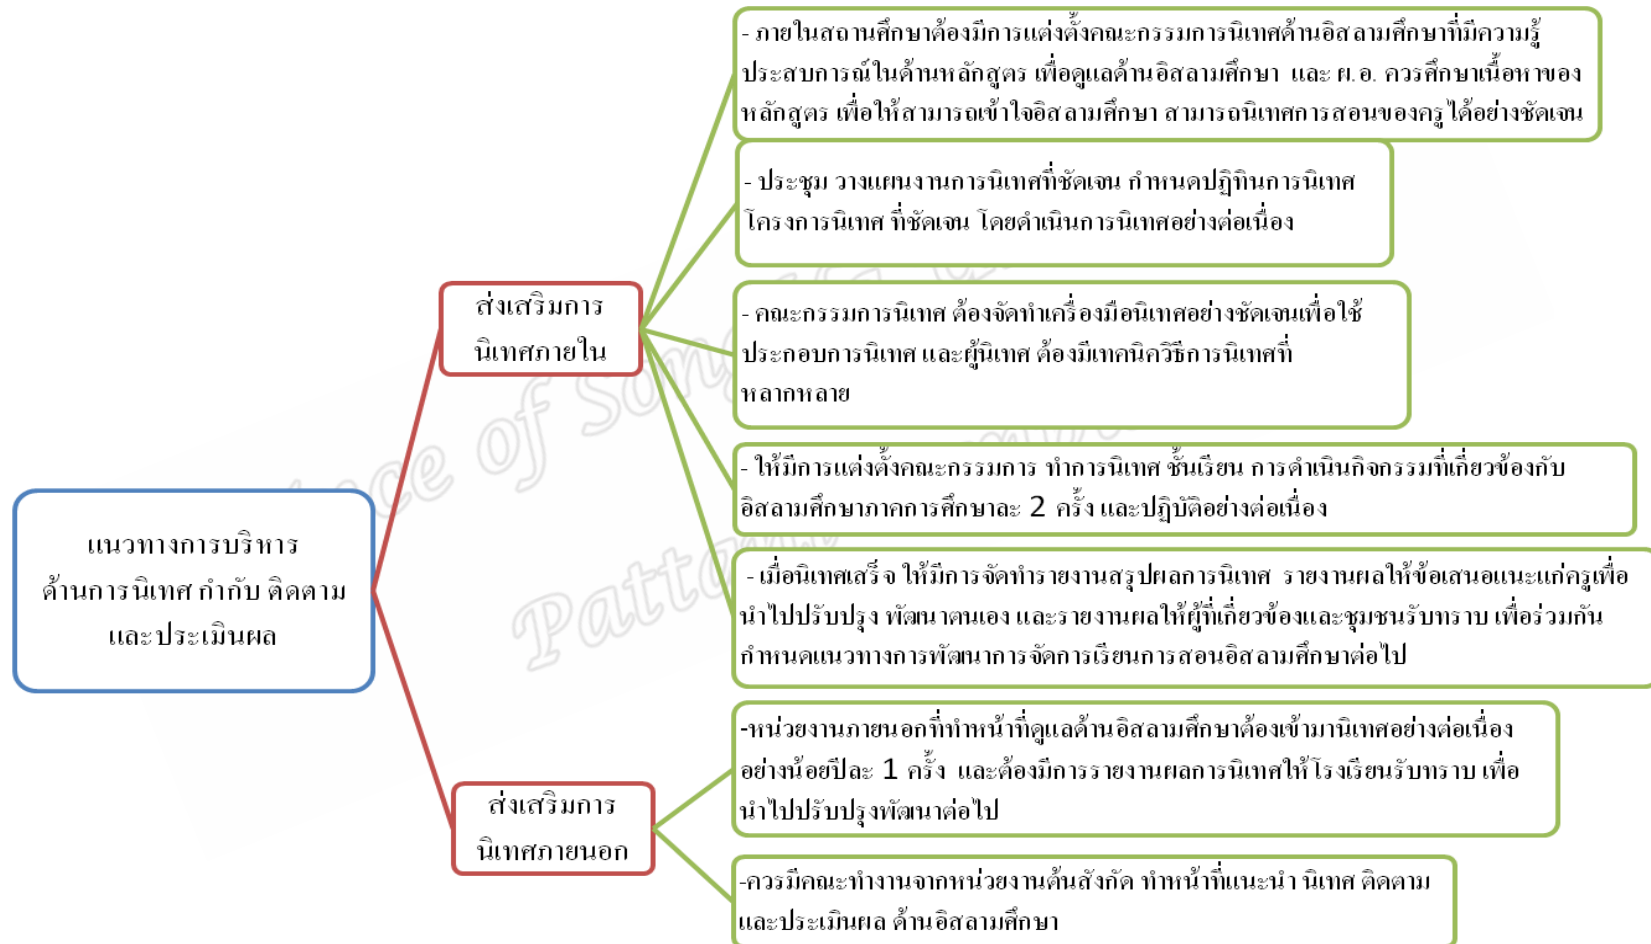 แนวทางการบริหาร
ด้านการนิเทศ กำกับ ติดตาม
และประเมินผล
ส่งเสริมการ
นิเทศภายใน
- ภายในสถานศึกษาต้องมีการแต่งตั้งคณะกรรมการนิเทศด้านอิสลามศึกษาที่มีความรู้
ประสบการณ์ในด้านหลักสูตร เพื่อดูแลด้านอิสลามศึกษา และ ผ.อ. ควรศึกษาเนื้อหาของ
หลักสูตร เพื่อให้สามารถเข้าใจอิสลามศึกษา สามารถนิเทศการสอนของครูได้อย่างชัดเจน
- ประชุม วางแผนงานการนิเทศที่ชัดเจน กำหนดปฏิทินการนิเทศ
โครงการนิเทศ ที่ชัดเจน โดยดำเนินการนิเทศอย่างต่อเนื่อง
- คณะกรรมการนิเทศ ต้องจัดทำเครื่องมือนิเทศอย่างชัดเจนเพื่อใช้
ประกอบการนิเทศ และผู้นิเทศ ต้องมีเทคนิควิธีการนิเทศที่
หลากหลาย
- ให้มีการแต่งตั้งคณะกรรมการ ทำการนิเทศ ชั้นเรียน การดำเนินกิจกรรมที่เกี่ยวข้องกับ
อิสลามศึกษาภาคการศึกษาละ 2 ครั้ง และปฏิบัติอย่างต่อเนื่อง
- เมื่อนิเทศเสร็จ ให้มีการจัดทำรายงานสรุปผลการนิเทศ รายงานผลให้ข้อเสนอแนะแก่ครูเพื่อ
นำไปปรับปรุง พัฒนาตนเอง และรายงานผลให้ผู้ที่เกี่ยวข้องและชุมชนรับทราบ เพื่อร่วมกัน
กำหนดแนวทางการพัฒนาการจัดการเรียนการสอนอิสลามศึกษาต่อไป
ส่งเสริมการ
นิเทศภายนอก
-หน่วยงานภายนอกที่ทำหน้าที่ดูแลด้านอิสลามศึกษาต้องเข้ามานิเทศอย่างต่อเนื่อง
อย่างน้อยปีละ 1 ครั้ง และต้องมีการรายงานผลการนิเทศให้โรงเรียนรับทราบ เพื่อ
นำไปปรับปรุงพัฒนาต่อไป
-ควรมีคณะทำงานจากหน่วยงานต้นสังกัด ทำหน้าที่แนะนำ นิเทศ ติดตาม
และประเมินผล ด้านอิสลามศึกษา